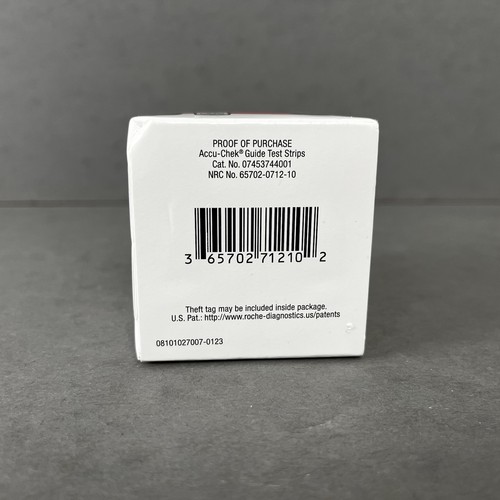 PROOF OF PURCHASE
Accu-Chek® Guide Test Strips
Cat. No. 07453744001
NRC No. 65702-0712-10
3 65702 71210 2
Theft tag may be included inside package.
U.S. Pat.: http://www.roche-diagnostics.us/patents
08101027007-0123